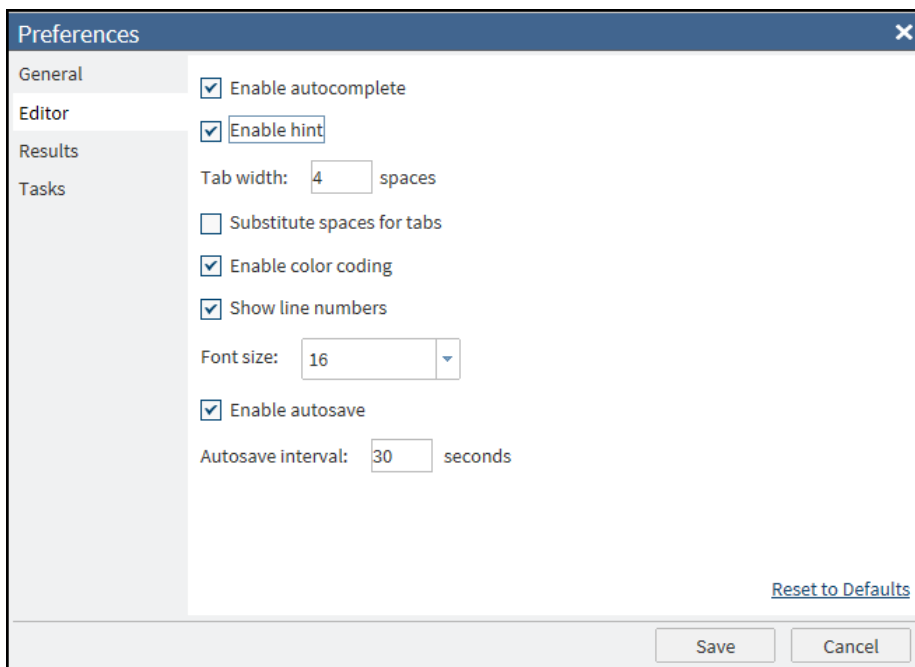 Preferences
General
Editor
Results
Tasks
Enable autocomplete
Enable hint
Tab width: 4 spaces
Substitute spaces for tabs
Enable color coding
Show line numbers
Font size: 16
Enable autosave
Autosave interval: 30 seconds
Reset to Defaults
Save Cancel